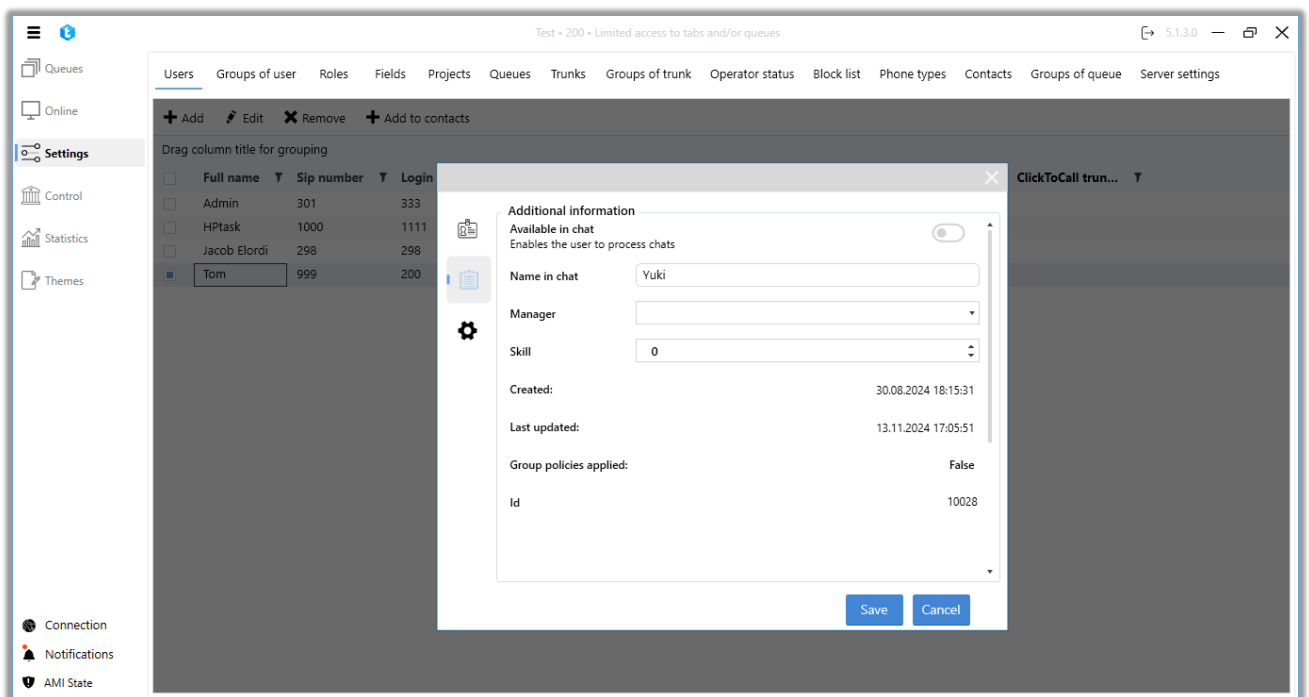 Test • 200 • Limited access to tabs and/or queues
5.1.3.0
Queues
Online
Settings
Control
Statistics
Themes
Connection
Notifications
AMI State
Users Groups of user Roles Fields Projects Queues Trunks Groups of trunk Operator status Block list Phone types Contacts Groups of queue Server settings
Add Edit Remove Add to contacts
Drag column title for grouping
Full name Sip number Login ClickToCall trun...
Admin 301 333
HPtask 1000 1111
Jacob Elordi 298 298
Tom 999 200
Additional information
Available in chat
Enables the user to process chats
Name in chat Yuki
Manager
Skill 0
Created: 30.08.2024 18:15:31
Last updated: 13.11.2024 17:05:51
Group policies applied: False
Id 10028
Save Cancel